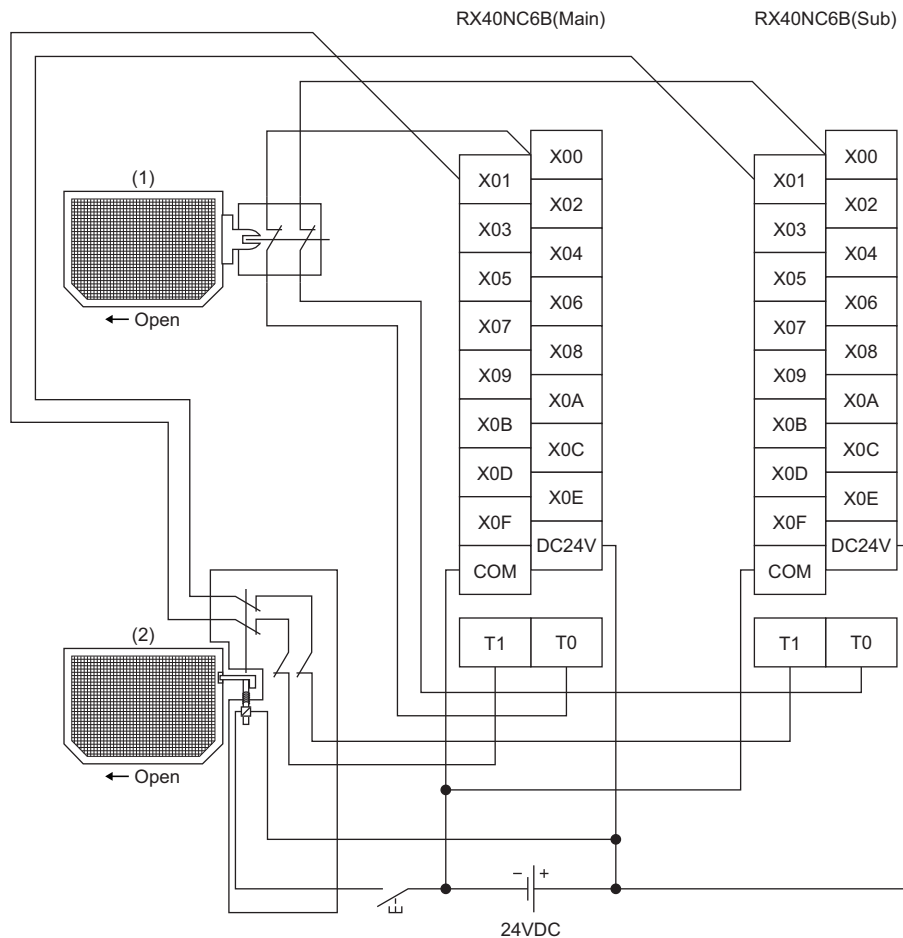 RX40NC6B(Main)
RX40NC6B(Sub)
X00
X01
X02
X03
X04
X05
X06
X07
X08
X09
X0A
X0B
X0C
X0D
X0E
X0F
DC24V
COM
T1
T0
X00
X01
X02
X03
X04
X05
X06
X07
X08
X09
X0A
X0B
X0C
X0D
X0E
X0F
DC24V
COM
T1
T0
(1)
← Open
(2)
← Open
− +
24VDC